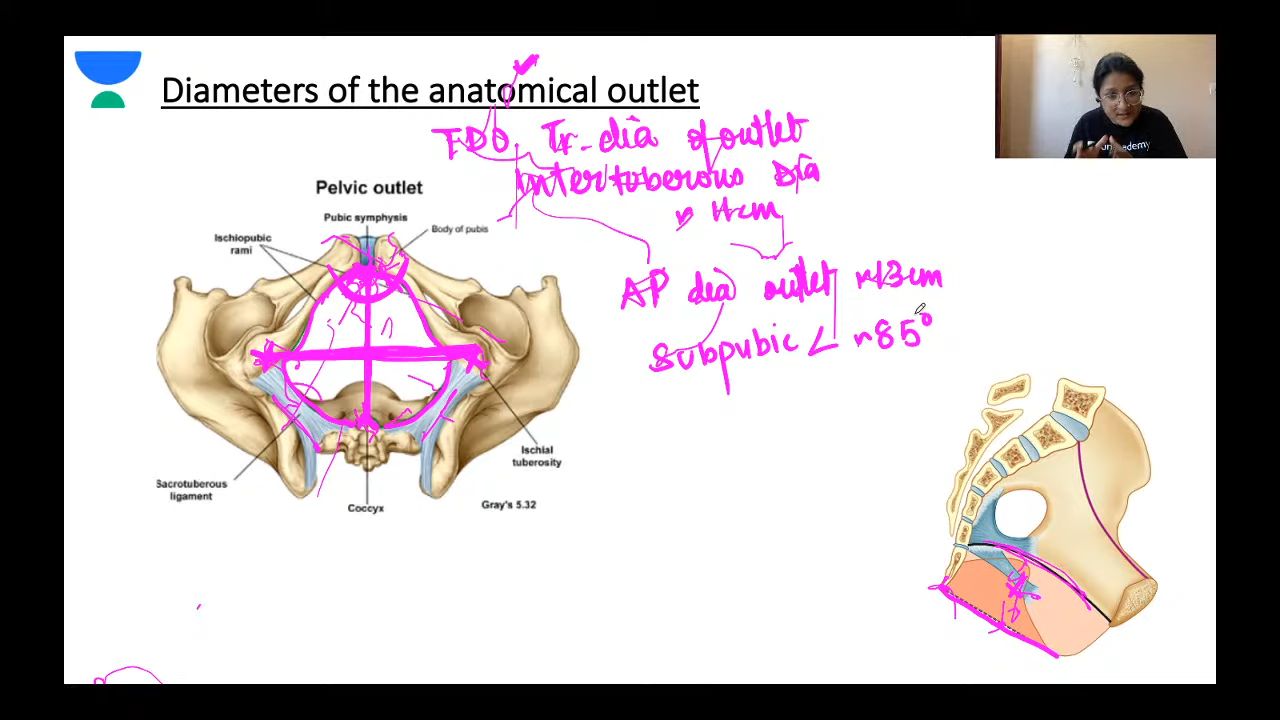 Diameters of the anatomical outlet
TDO. Tr. dia of outlet
Intertuberous Dia
11cm
AP dia outlet ~13cm
Subpubic < ~85°
Pelvic outlet
Pubic symphysis
Body of pubis
Ischiopubic
rami
Ischial
tuberosity
Sacrotuberous
ligament
Coccyx
Gray's 5.32